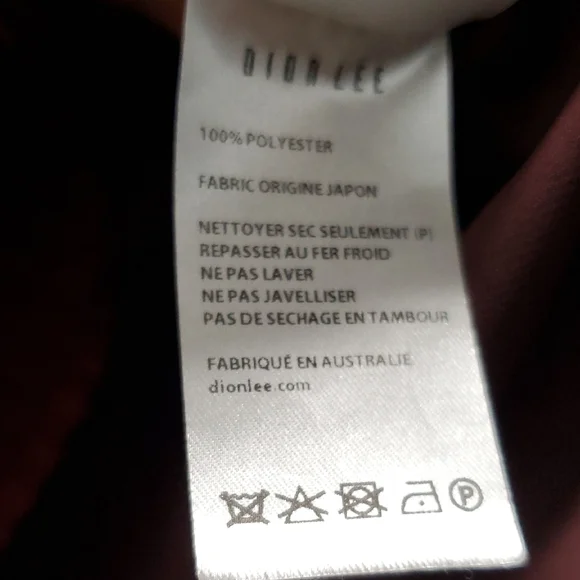 DION LEE
100% POLYESTER
FABRIC ORIGINE JAPON
NETTOYER SEC SEULEMENT (P)
REPASSER AU FER FROID
NE PAS LAVER
NE PAS JAVELLISER
PAS DE SECHAGE EN TAMBOUR
FABRIQUÉ EN AUSTRALIE
dionlee.com
P